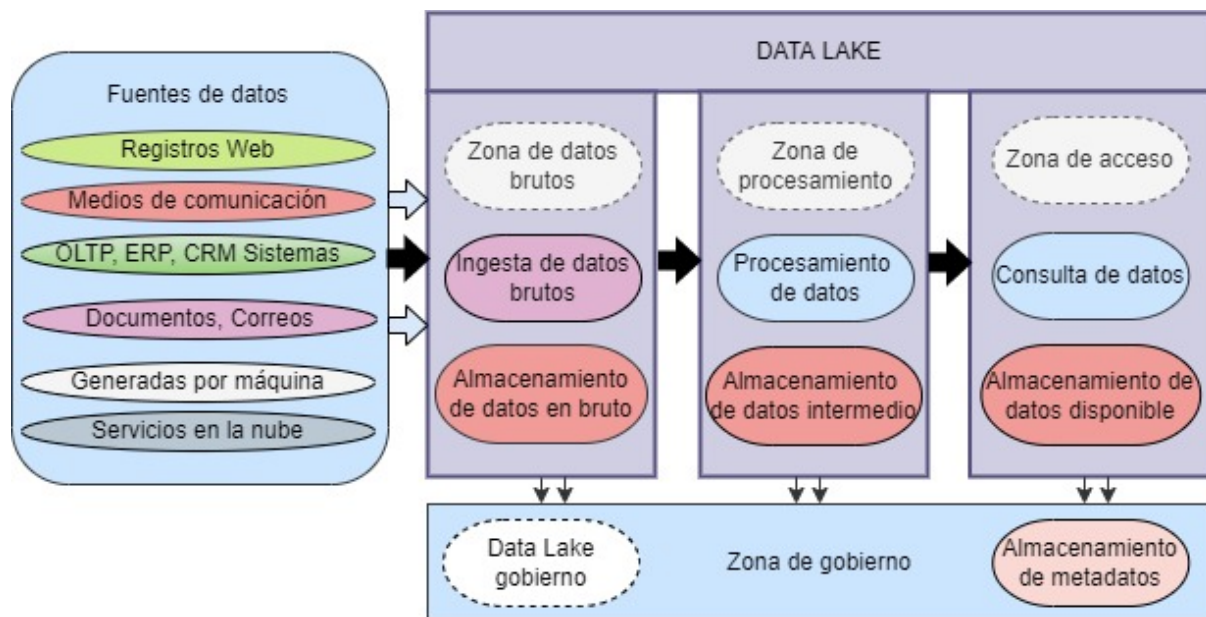 DATA LAKE
Fuentes de datos
Registros Web
Medios de comunicación
OLTP, ERP, CRM Sistemas
Documentos, Correos
Generadas por máquina
Servicios en la nube
Zona de datos
brutos
Ingesta de datos
brutos
Almacenamiento
de datos en bruto
Zona de
procesamiento
Procesamiento
de datos
Almacenamiento
de datos intermedio
Zona de acceso
Consulta de datos
Almacenamiento de
datos disponible
Data Lake
gobierno
Zona de gobierno
Almacenamiento
de metadatos